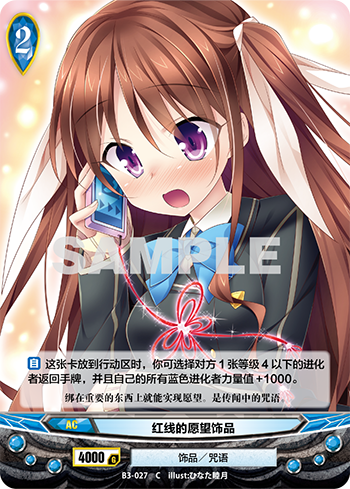 2
SAMPLE
自 这张卡放到行动区时，你可选择对方1张等级4以下的进化
者返回手牌，并且自己的所有蓝色进化者力量值+1000。
绑在重要的东西上就能实现愿望。是传闻中的咒语。
AC
红线的愿望饰品
4000 G
饰品／咒语
B3-027 C illust:ひなた睦月